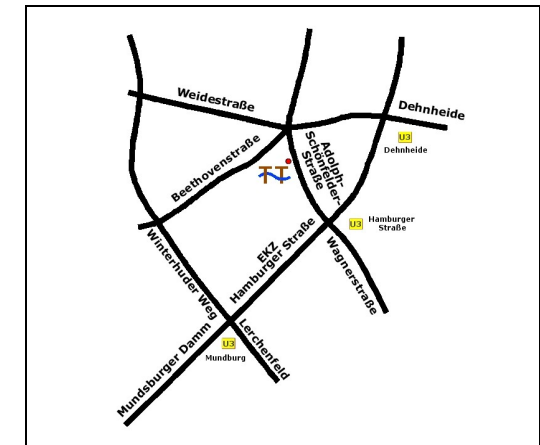 Weidestraße
Dehnheide
U3
Dehnheide
Adolph-
Schönfelder-
Straße
Beethovenstraße
TT
U3
Hamburger
Straße
EKZ
Hamburger Straße
Wagnerstraße
Winterhuder Weg
Lerchenfeld
U3
Mundburg
Mundsburger Damm